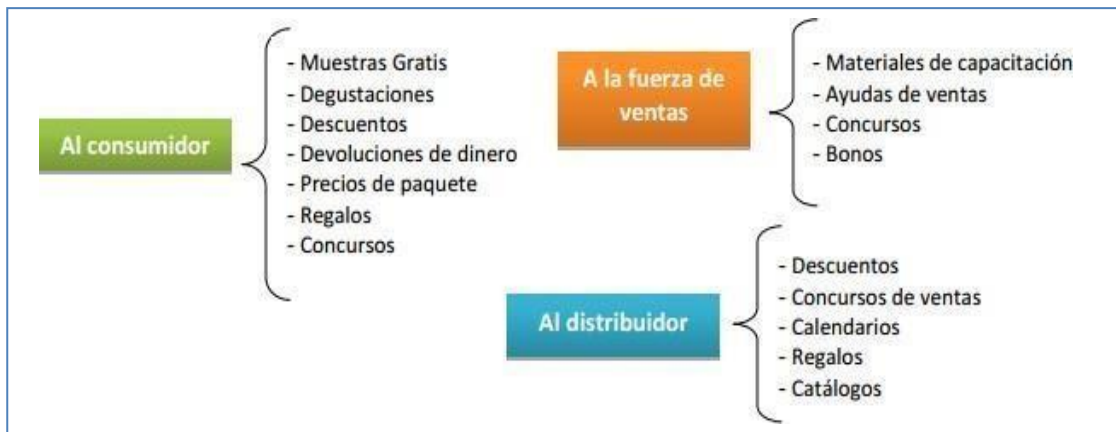 Al consumidor
- Muestras Gratis
- Degustaciones
- Descuentos
- Devoluciones de dinero
- Precios de paquete
- Regalos
- Concursos
A la fuerza de
ventas
- Materiales de capacitación
- Ayudas de ventas
- Concursos
- Bonos
Al distribuidor
- Descuentos
- Concursos de ventas
- Calendarios
- Regalos
- Catálogos